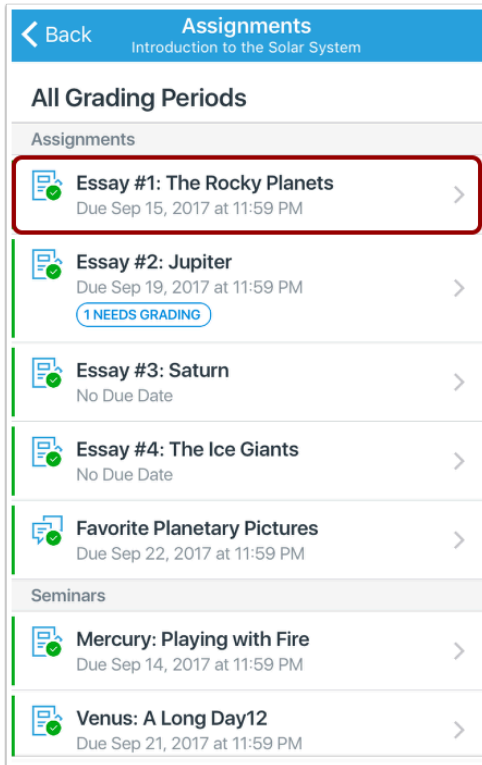 Back
Assignments
Introduction to the Solar System
All Grading Periods
Assignments
Essay #1: The Rocky Planets
Due Sep 15, 2017 at 11:59 PM
Essay #2: Jupiter
Due Sep 19, 2017 at 11:59 PM
1 NEEDS GRADING
Essay #3: Saturn
No Due Date
Essay #4: The Ice Giants
No Due Date
Favorite Planetary Pictures
Due Sep 22, 2017 at 11:59 PM
Seminars
Mercury: Playing with Fire
Due Sep 14, 2017 at 11:59 PM
Venus: A Long Day12
Due Sep 21, 2017 at 11:59 PM